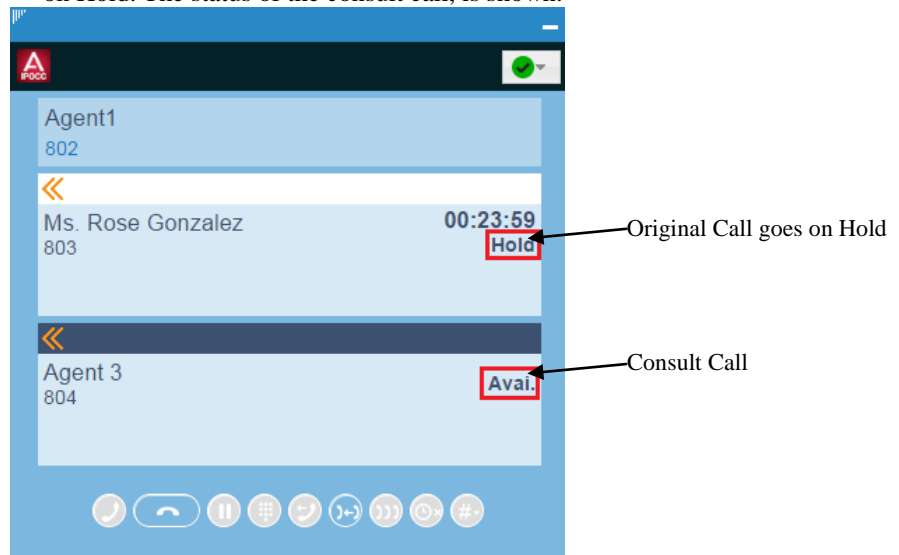 on Hold. The status of the consult call, is shown.
A
IPOCC
Agent1
802
Ms. Rose Gonzalez 00:23:59
803 Hold
Original Call goes on Hold
Agent 3
804 Avai.
Consult Call